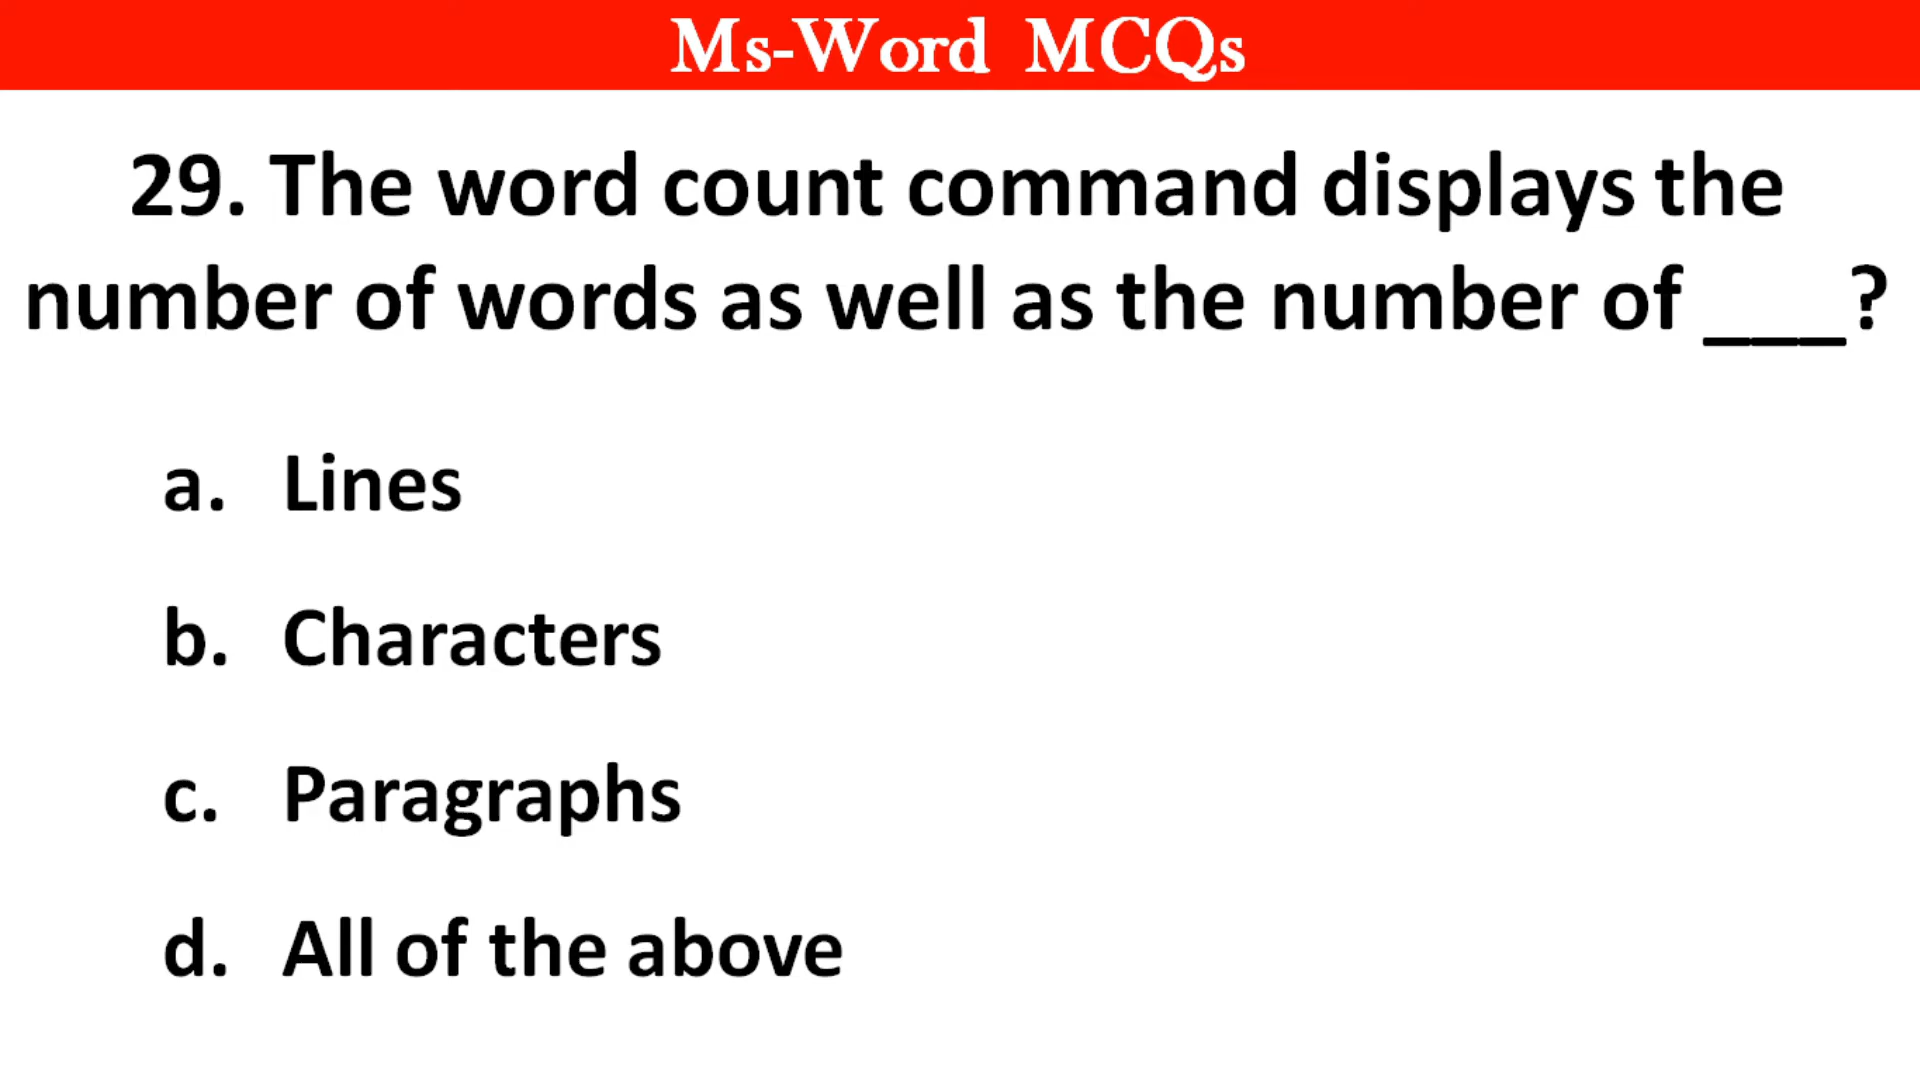 Ms-Word MCQs
29. The word count command displays the
number of words as well as the number of ___?
a. Lines
b. Characters
c. Paragraphs
d. All of the above